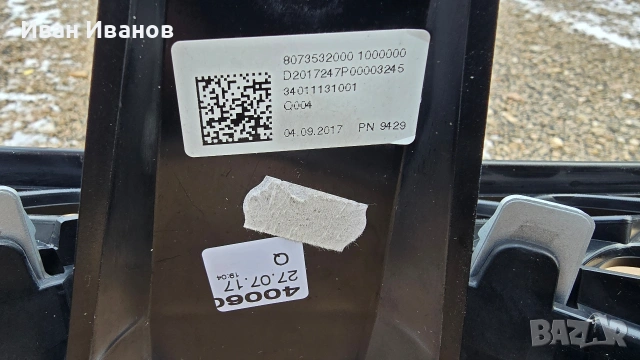 Иван Иванов
8073532000 1000000
D2017247P00003245
34011131001
Q004
04.09.2017 PN 9429
40060
27.07.17
19:04
Q
BAZAR